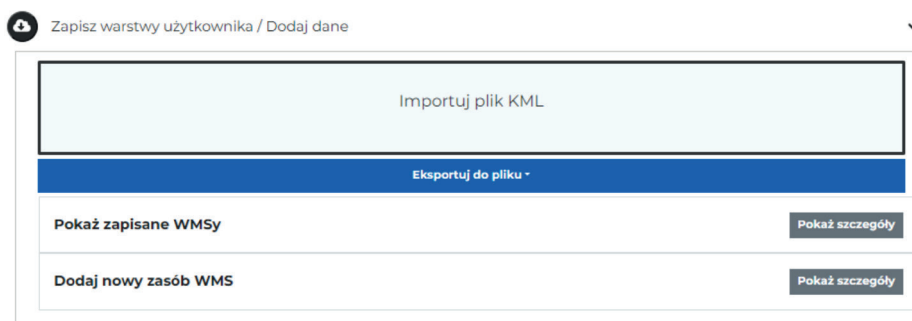 Zapisz warstwy użytkownika / Dodaj dane
Importuj plik KML
Eksportuj do pliku
Pokaż zapisane WMSy
Pokaż szczegóły
Dodaj nowy zasób WMS
Pokaż szczegóły